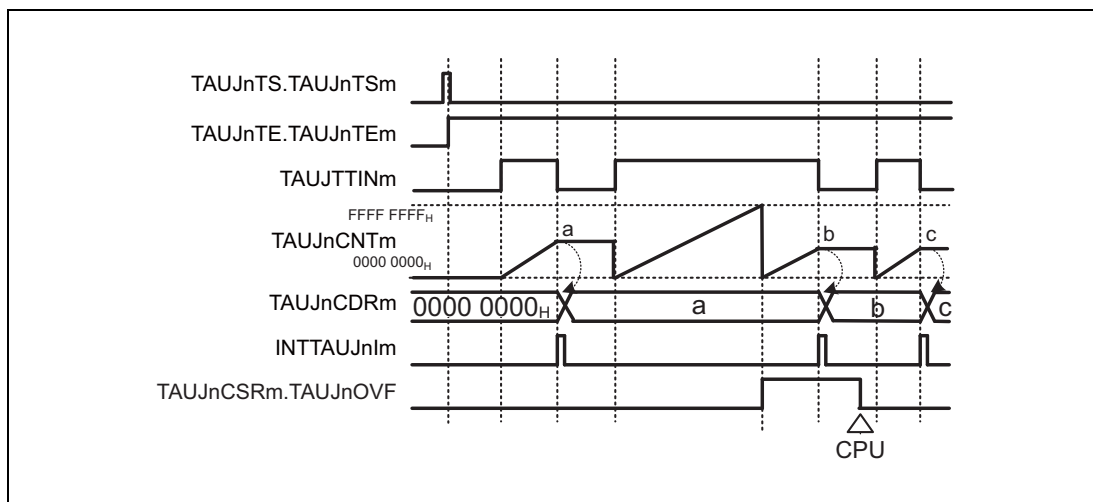 TAUJnTS.TAUJnTSm
TAUJnTE.TAUJnTEm
TAUJTTINm
FFFF FFFFH
TAUJnCNTm
0000 0000H
a
b
c
TAUJnCDRm
0000 0000H
a
b
c
INTTAUJnIm
TAUJnCSRm.TAUJnOVF
CPU